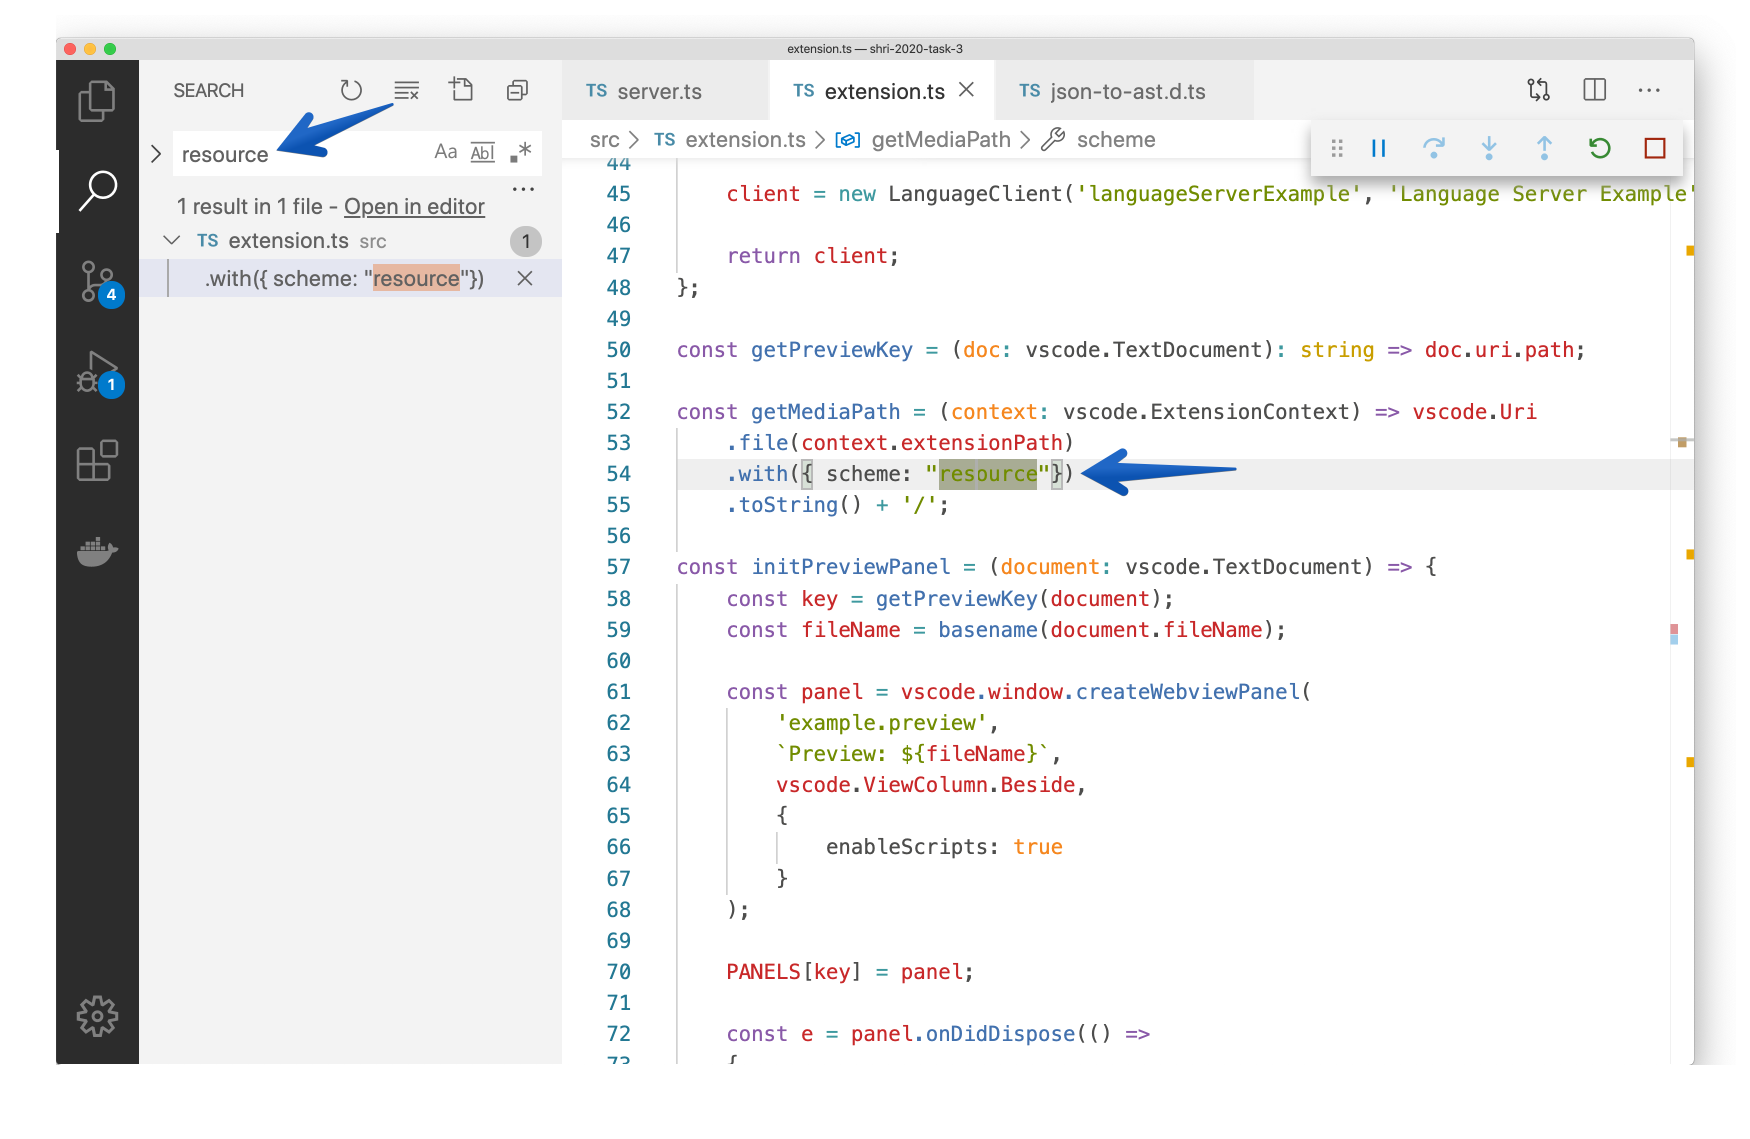 extension.ts — shri-2020-task-3
SEARCH
resource
Aa Abl .*
1 result in 1 file - Open in editor
TS extension.ts src 1
.with({ scheme: "resource"})
4
1
TS server.ts
TS extension.ts
TS json-to-ast.d.ts
src > TS extension.ts > getMediaPath > scheme
44
45 client = new LanguageClient('languageServerExample', 'Language Server Example'
46
47 return client;
48 };
49
50 const getPreviewKey = (doc: vscode.TextDocument): string => doc.uri.path;
51
52 const getMediaPath = (context: vscode.ExtensionContext) => vscode.Uri
53 .file(context.extensionPath)
54 .with({ scheme: "resource"})
55 .toString() + '/';
56
57 const initPreviewPanel = (document: vscode.TextDocument) => {
58 const key = getPreviewKey(document);
59 const fileName = basename(document.fileName);
60
61 const panel = vscode.window.createWebviewPanel(
62 'example.preview',
63 `Preview: ${fileName}`,
64 vscode.ViewColumn.Beside,
65 {
66 enableScripts: true
67 }
68 );
69
70 PANELS[key] = panel;
71
72 const e = panel.onDidDispose(() =>
73 {